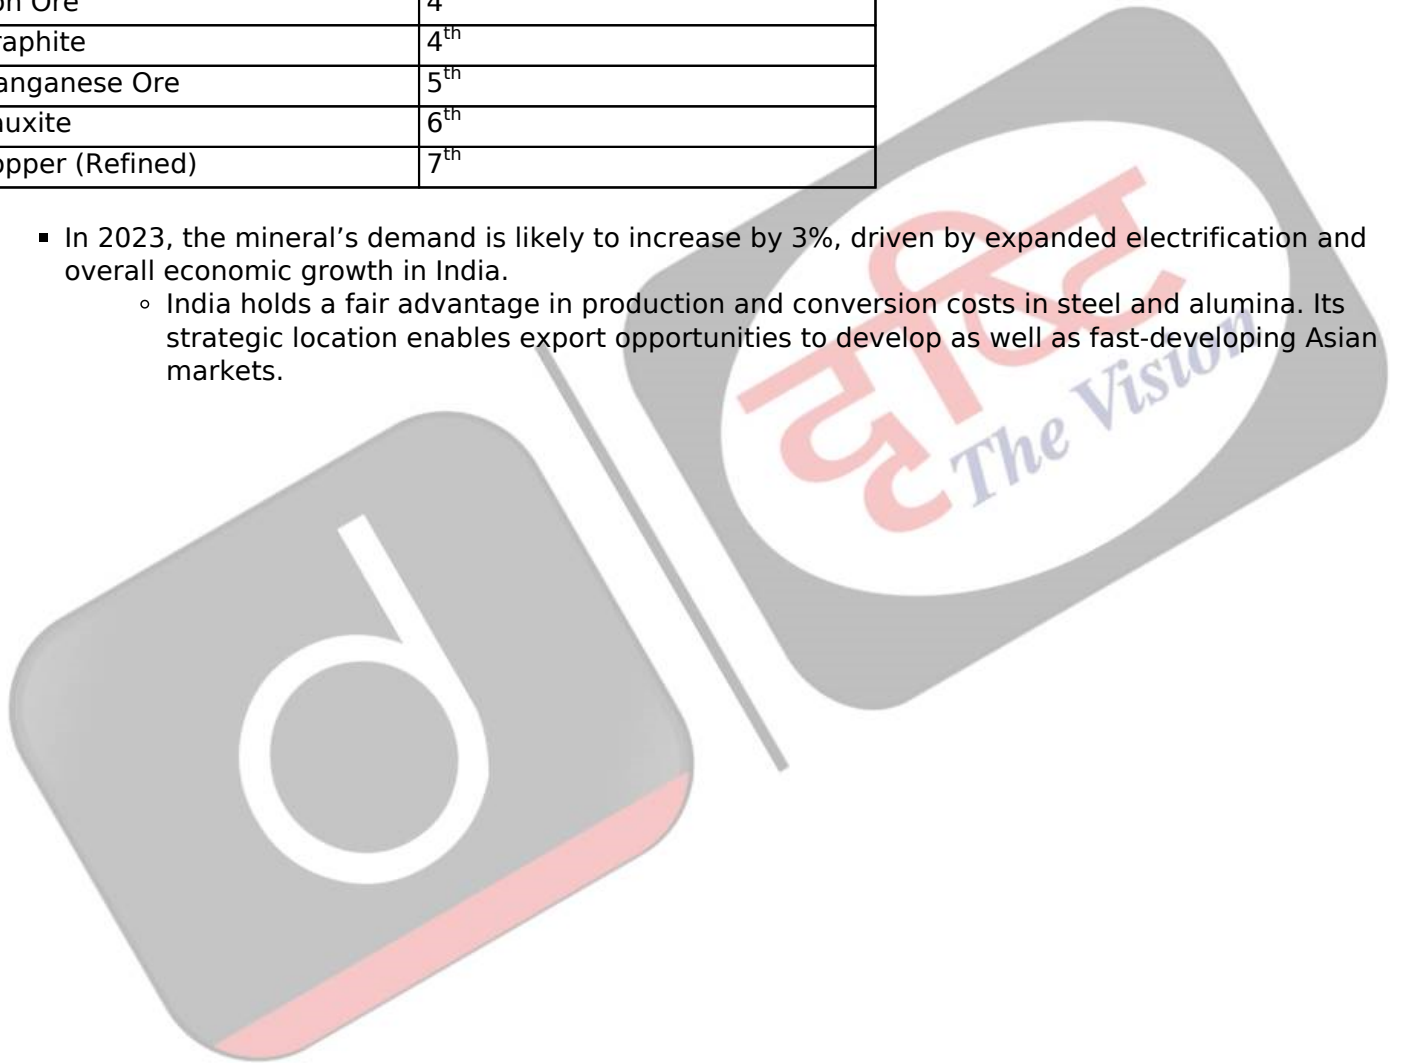 on Ore 4
raphite 4th
anganese Ore 5th
auxite 6th
opper (Refined) 7th
▪ In 2023, the mineral’s demand is likely to increase by 3%, driven by expanded electrification and
overall economic growth in India.
◦ India holds a fair advantage in production and conversion costs in steel and alumina. Its
strategic location enables export opportunities to develop as well as fast-developing Asian
markets.
दृष्टि
The Vision
d